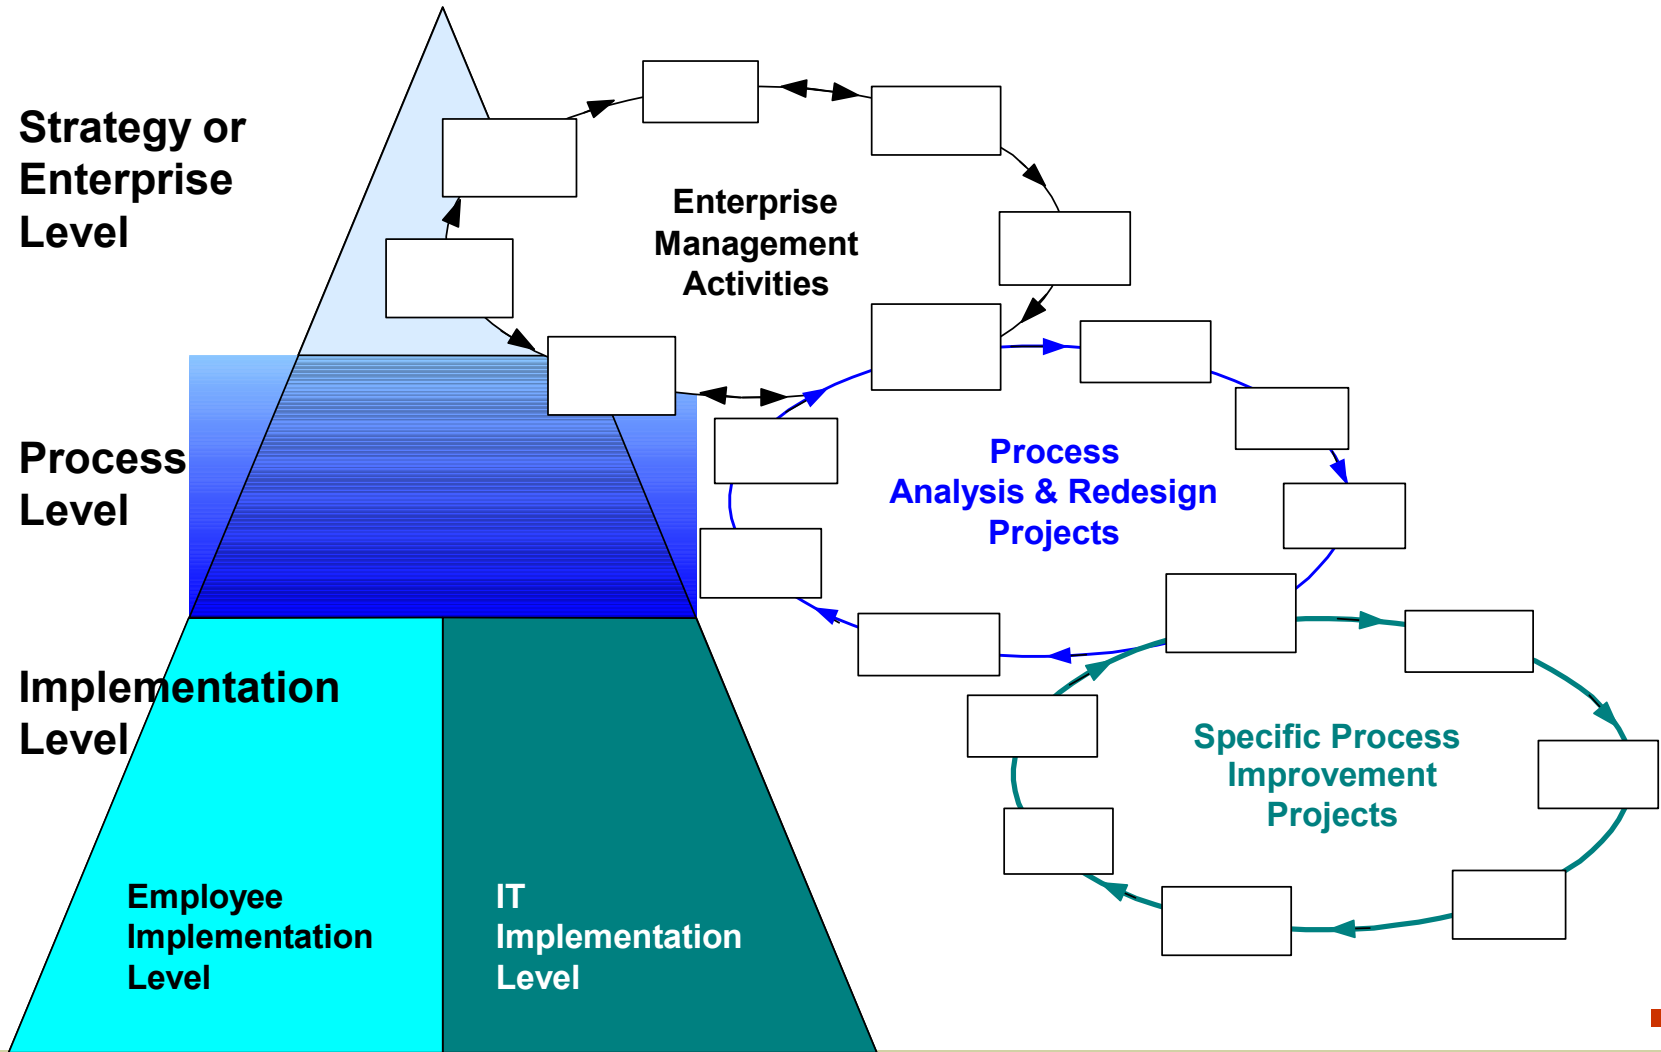 Strategy or
Enterprise
Level
Enterprise
Management
Activities
Process
Level
Process
Analysis & Redesign
Projects
Implementation
Level
Specific Process
Improvement
Projects
Employee
Implementation
Level
IT
Implementation
Level